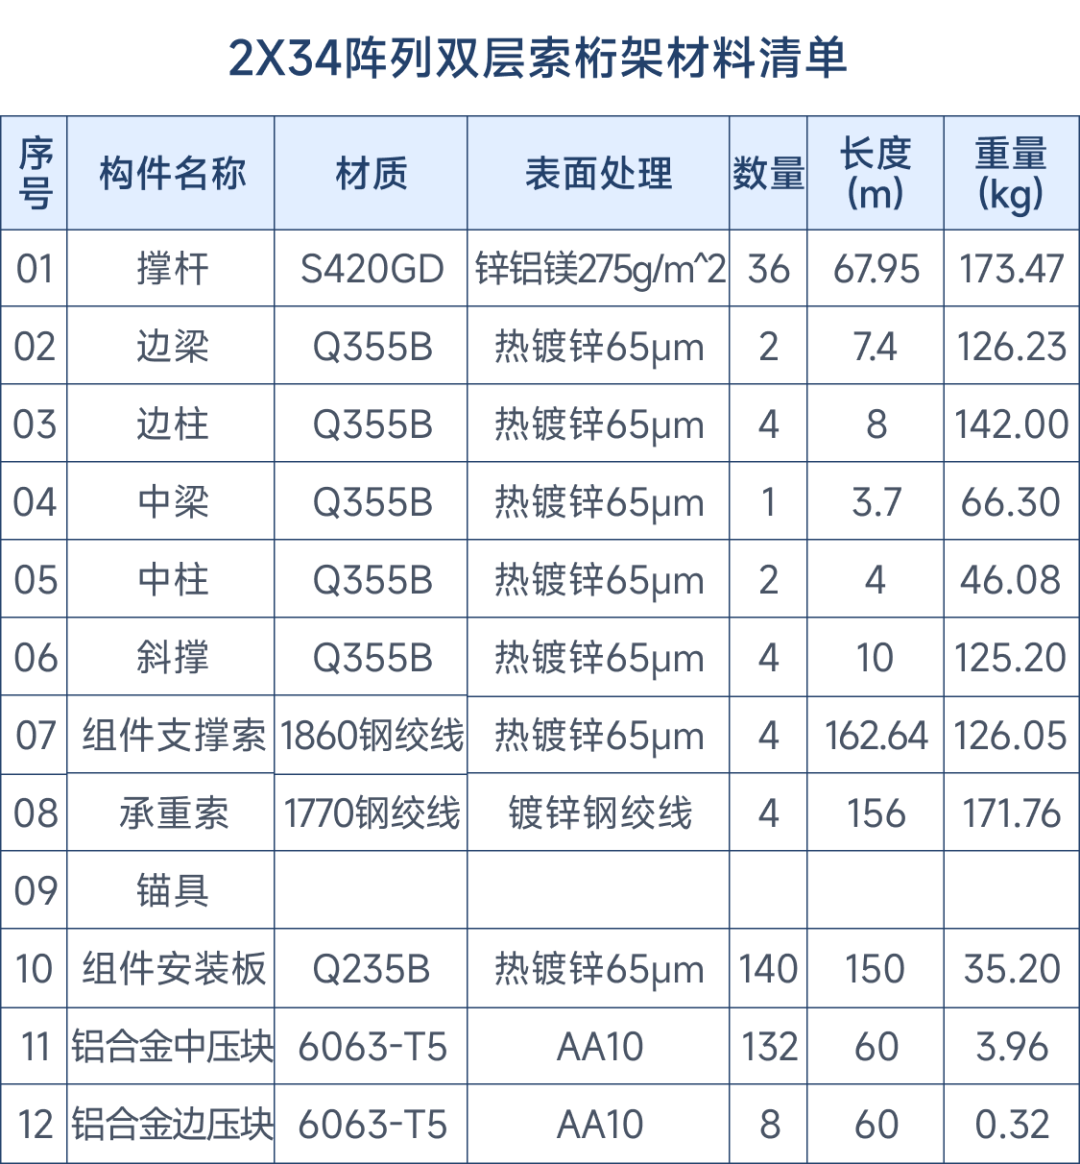 2X34阵列双层索桁架材料清单
序号 构件名称 材质 表面处理 数量 长度(m) 重量(kg)
01 撑杆 S420GD 锌铝镁275g/m^2 36 67.95 173.47
02 边梁 Q355B 热镀锌65μm 2 7.4 126.23
03 边柱 Q355B 热镀锌65μm 4 8 142.00
04 中梁 Q355B 热镀锌65μm 1 3.7 66.30
05 中柱 Q355B 热镀锌65μm 2 4 46.08
06 斜撑 Q355B 热镀锌65μm 4 10 125.20
07 组件支撑索 1860钢绞线 热镀锌65μm 4 162.64 126.05
08 承重索 1770钢绞线 镀锌钢绞线 4 156 171.76
09 锚具
10 组件安装板 Q235B 热镀锌65μm 140 150 35.20
11 铝合金中压块 6063-T5 AA10 132 60 3.96
12 铝合金边压块 6063-T5 AA10 8 60 0.32